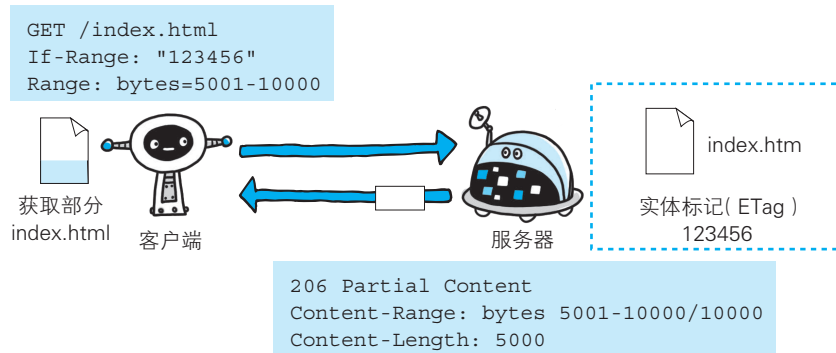 GET /index.html
If-Range: "123456"
Range: bytes=5001-10000
获取部分
index.html
客户端
服务器
index.htm
实体标记( ETag )
123456
206 Partial Content
Content-Range: bytes 5001-10000/10000
Content-Length: 5000